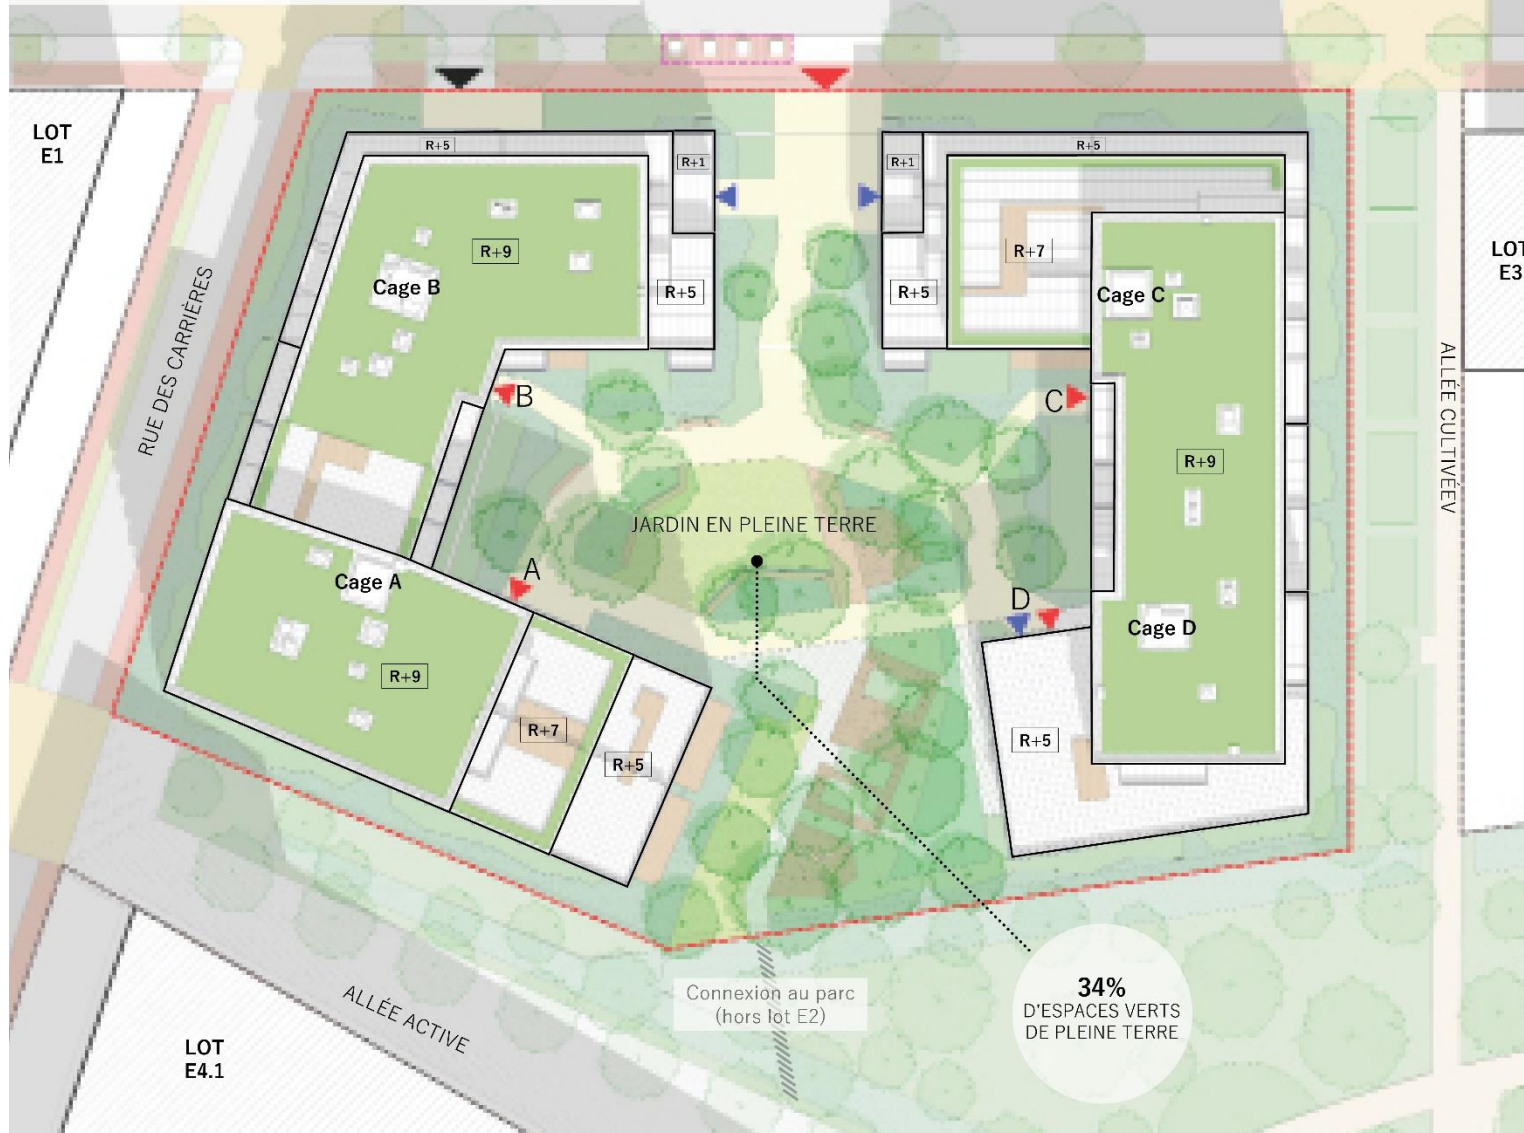 LOT
E1
R+5
R+1
R+1
R+5
LOT
E3
R+9
R+7
Cage B
R+5
R+5
Cage C
RUE DES CARRIÈRES
ALLÉE CULTIVÉEV
B
C
R+9
JARDIN EN PLEINE TERRE
A
Cage A
D
Cage D
R+9
R+7
R+5
R+5
Connexion au parc
(hors lot E2)
34%
D'ESPACES VERTS
DE PLEINE TERRE
ALLÉE ACTIVE
LOT
E4.1